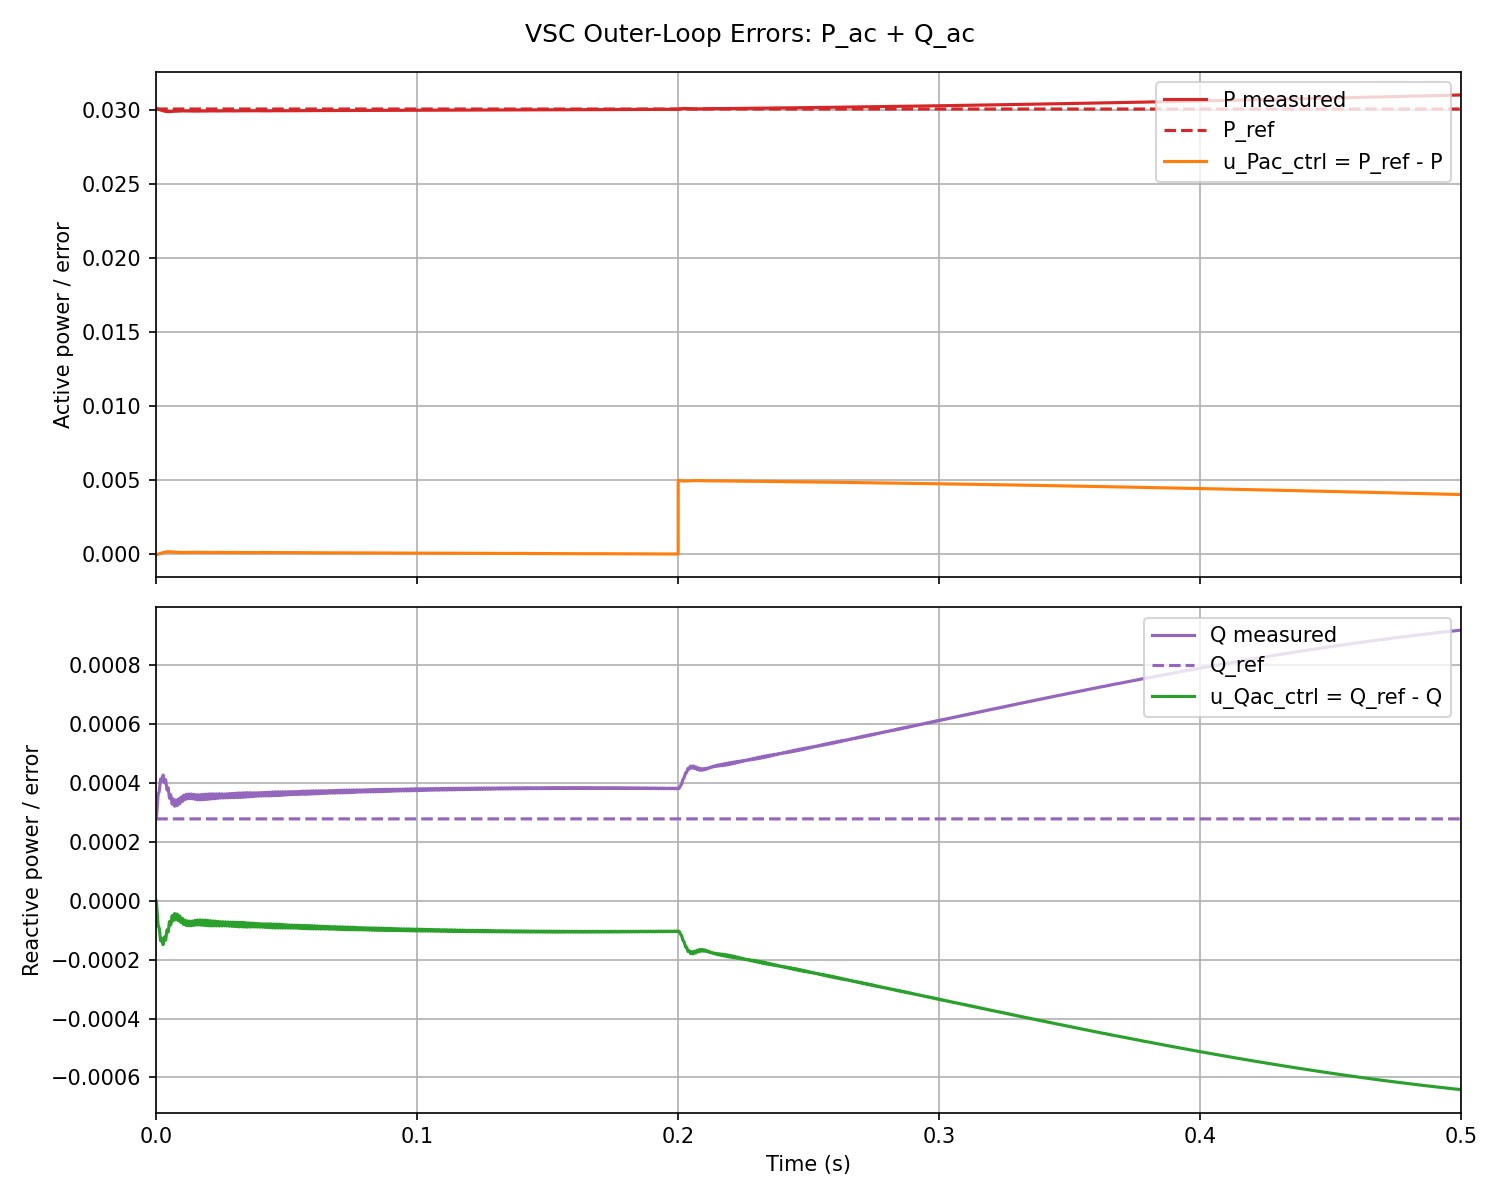 VSC Outer-Loop Errors: P_ac + Q_ac
Active power / error
0.030
0.025
0.020
0.015
0.010
0.005
0.000
P measured
P_ref
u_Pac_ctrl = P_ref - P
Reactive power / error
0.0008
0.0006
0.0004
0.0002
0.0000
−0.0002
−0.0004
−0.0006
Q measured
Q_ref
u_Qac_ctrl = Q_ref - Q
0.0
0.1
0.2
0.3
0.4
0.5
Time (s)